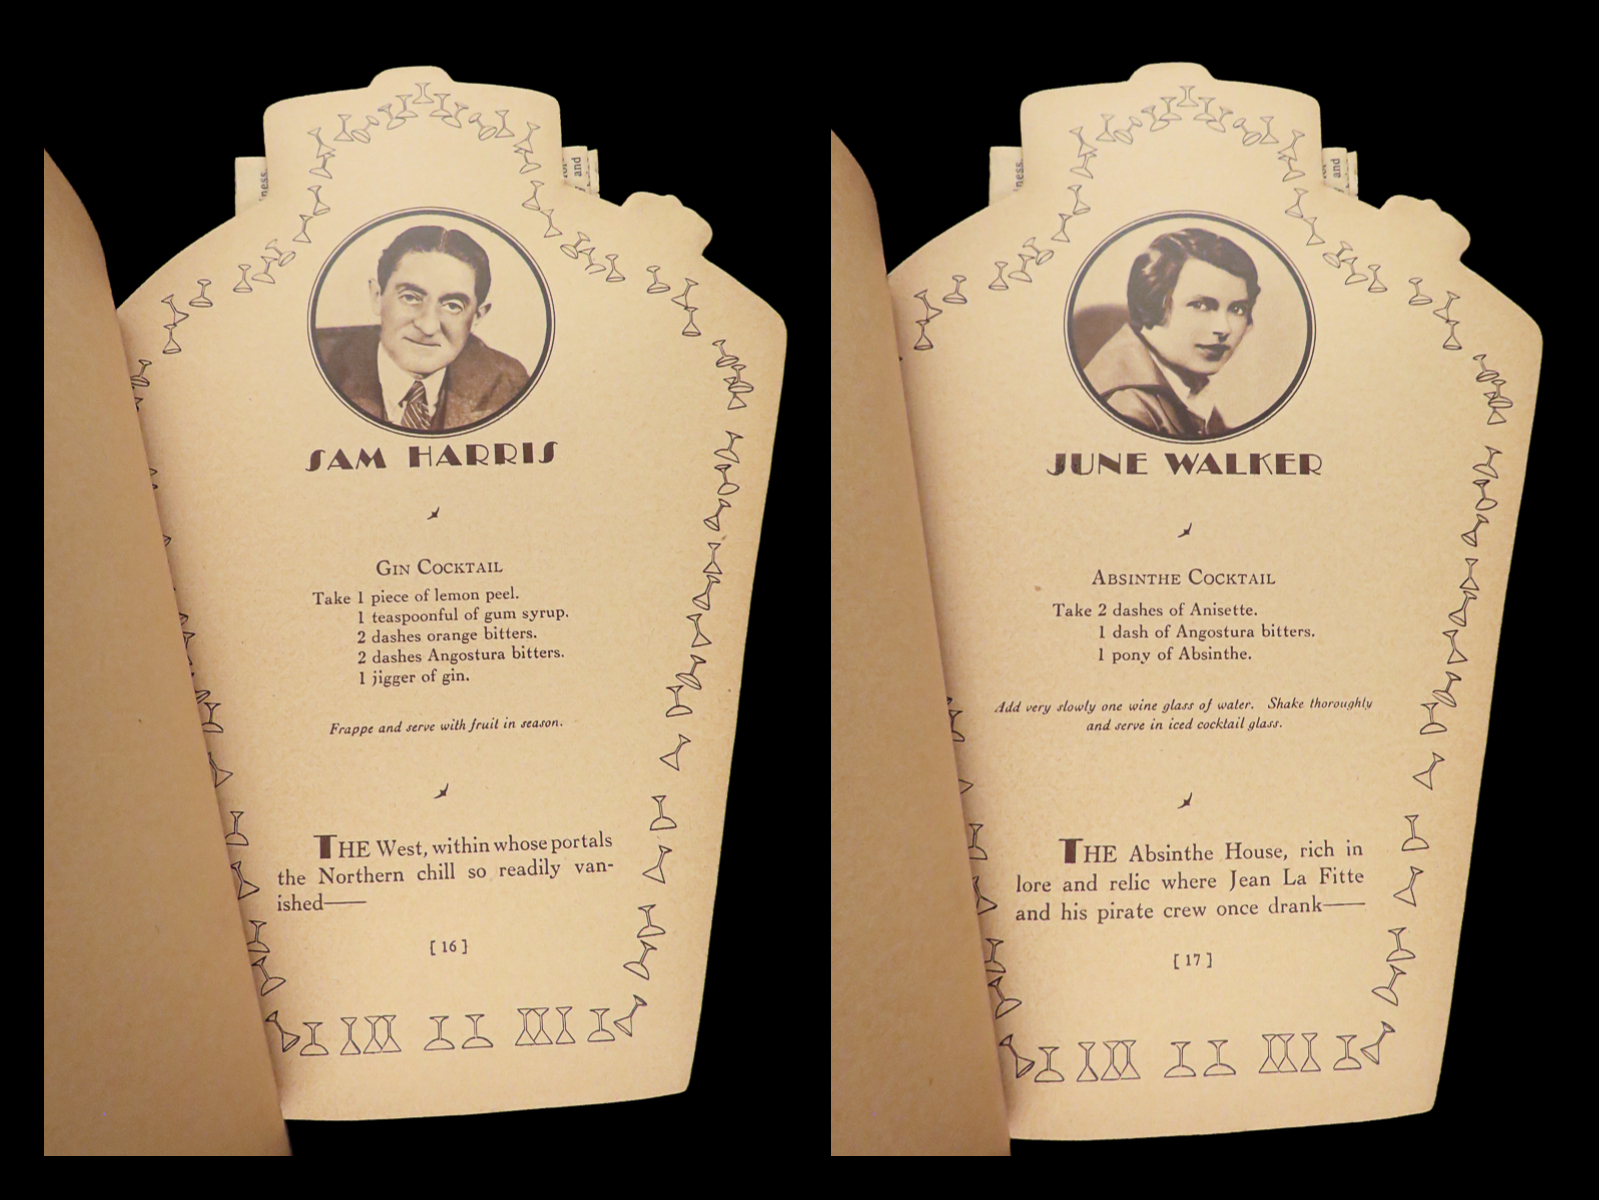 ness.
and
SAM HARRIS
GIN COCKTAIL
Take 1 piece of lemon peel.
1 teaspoonful of gum syrup.
2 dashes orange bitters.
2 dashes Angostura bitters.
1 jigger of gin.
Frappe and serve with fruit in season.
THE West, within whose portals
the Northern chill so readily van-
ished——
[ 16 ]
ness.
and
JUNE WALKER
ABSINTHE COCKTAIL
Take 2 dashes of Anisette.
1 dash of Angostura bitters.
1 pony of Absinthe.
Add very slowly one wine glass of water. Shake thoroughly
and serve in iced cocktail glass.
THE Absinthe House, rich in
lore and relic where Jean La Fitte
and his pirate crew once drank——
[ 17 ]